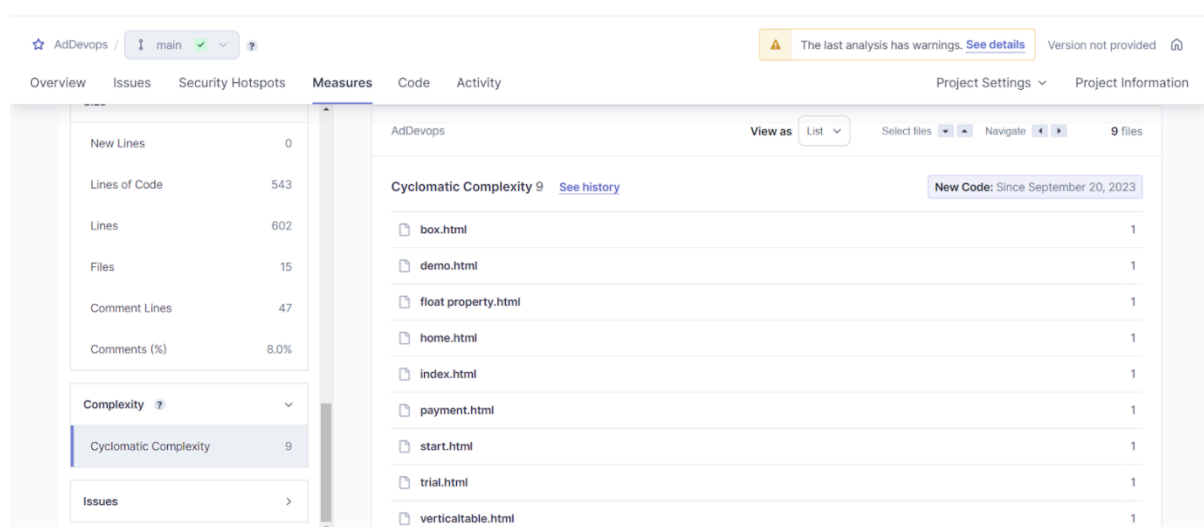 AdDevops / main ?
The last analysis has warnings. See details Version not provided
Overview Issues Security Hotspots Measures Code Activity Project Settings Project Information
New Lines 0
Lines of Code 543
Lines 602
Files 15
Comment Lines 47
Comments (%) 8.0%
Complexity ?
Cyclomatic Complexity 9
Issues
AdDevops View as List Select files Navigate 9 files
Cyclomatic Complexity 9 See history New Code: Since September 20, 2023
box.html 1
demo.html 1
float property.html 1
home.html 1
index.html 1
payment.html 1
start.html 1
trial.html 1
verticaltable.html 1